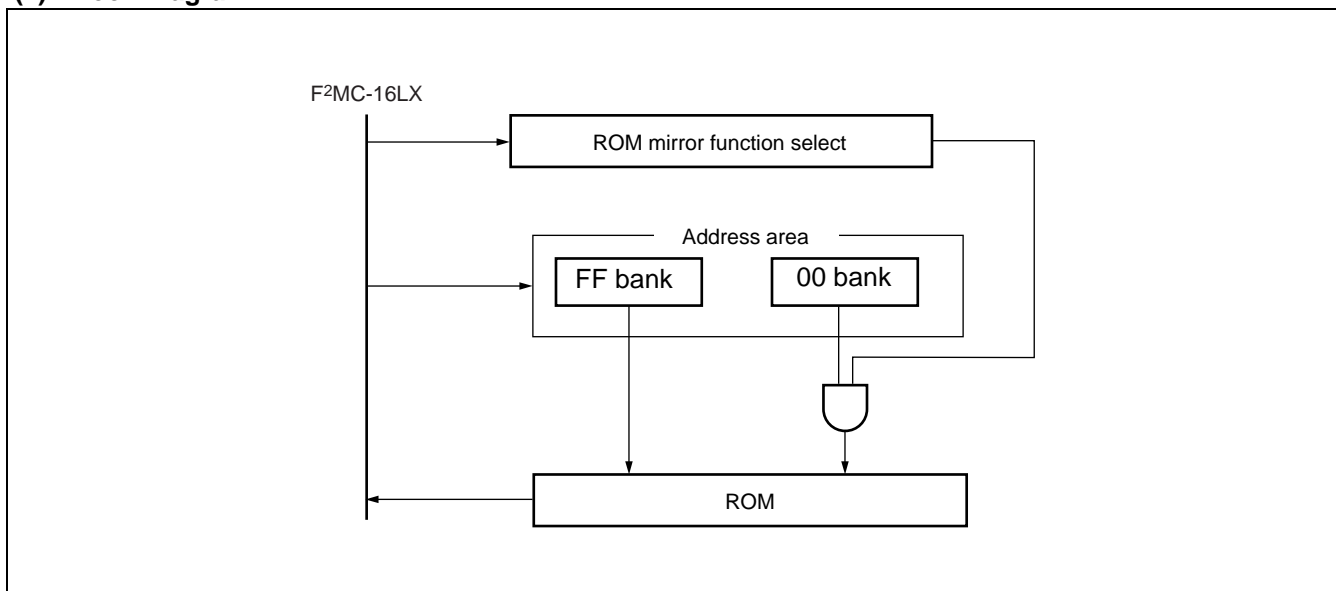 F²MC-16LX
ROM mirror function select
Address area
FF bank
00 bank
ROM